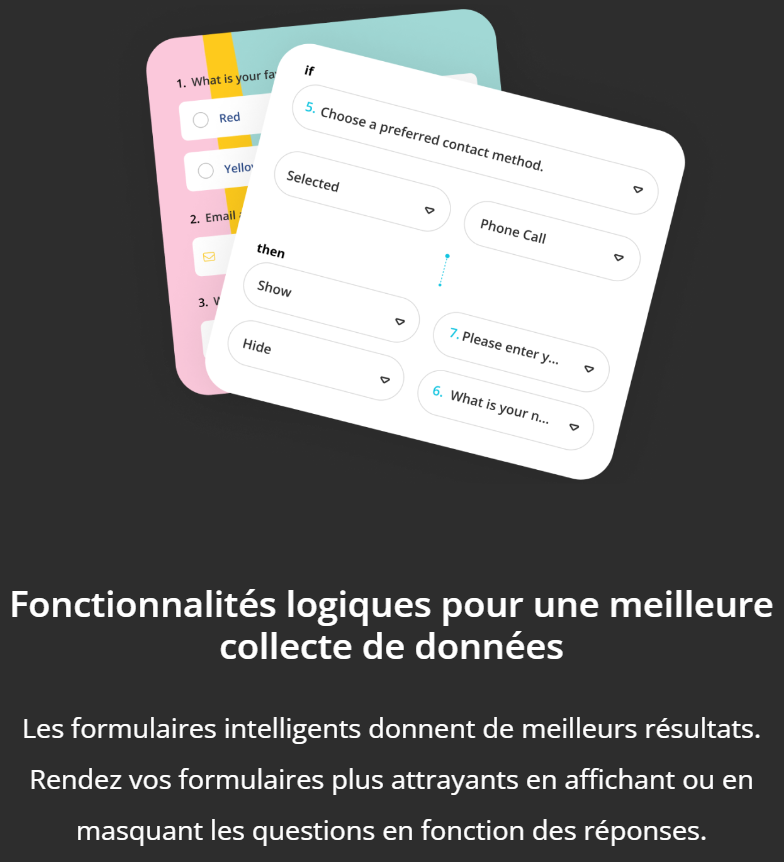 1. What is your
Red
2. Email
3.
if
5. Choose a preferred contact method.
Selected
Phone Call
then
Show
7. Please enter y...
Hide
6. What is your n...
Fonctionnalités logiques pour une meilleure
collecte de données
Les formulaires intelligents donnent de meilleurs résultats.
Rendez vos formulaires plus attrayants en affichant ou en
masquant les questions en fonction des réponses.